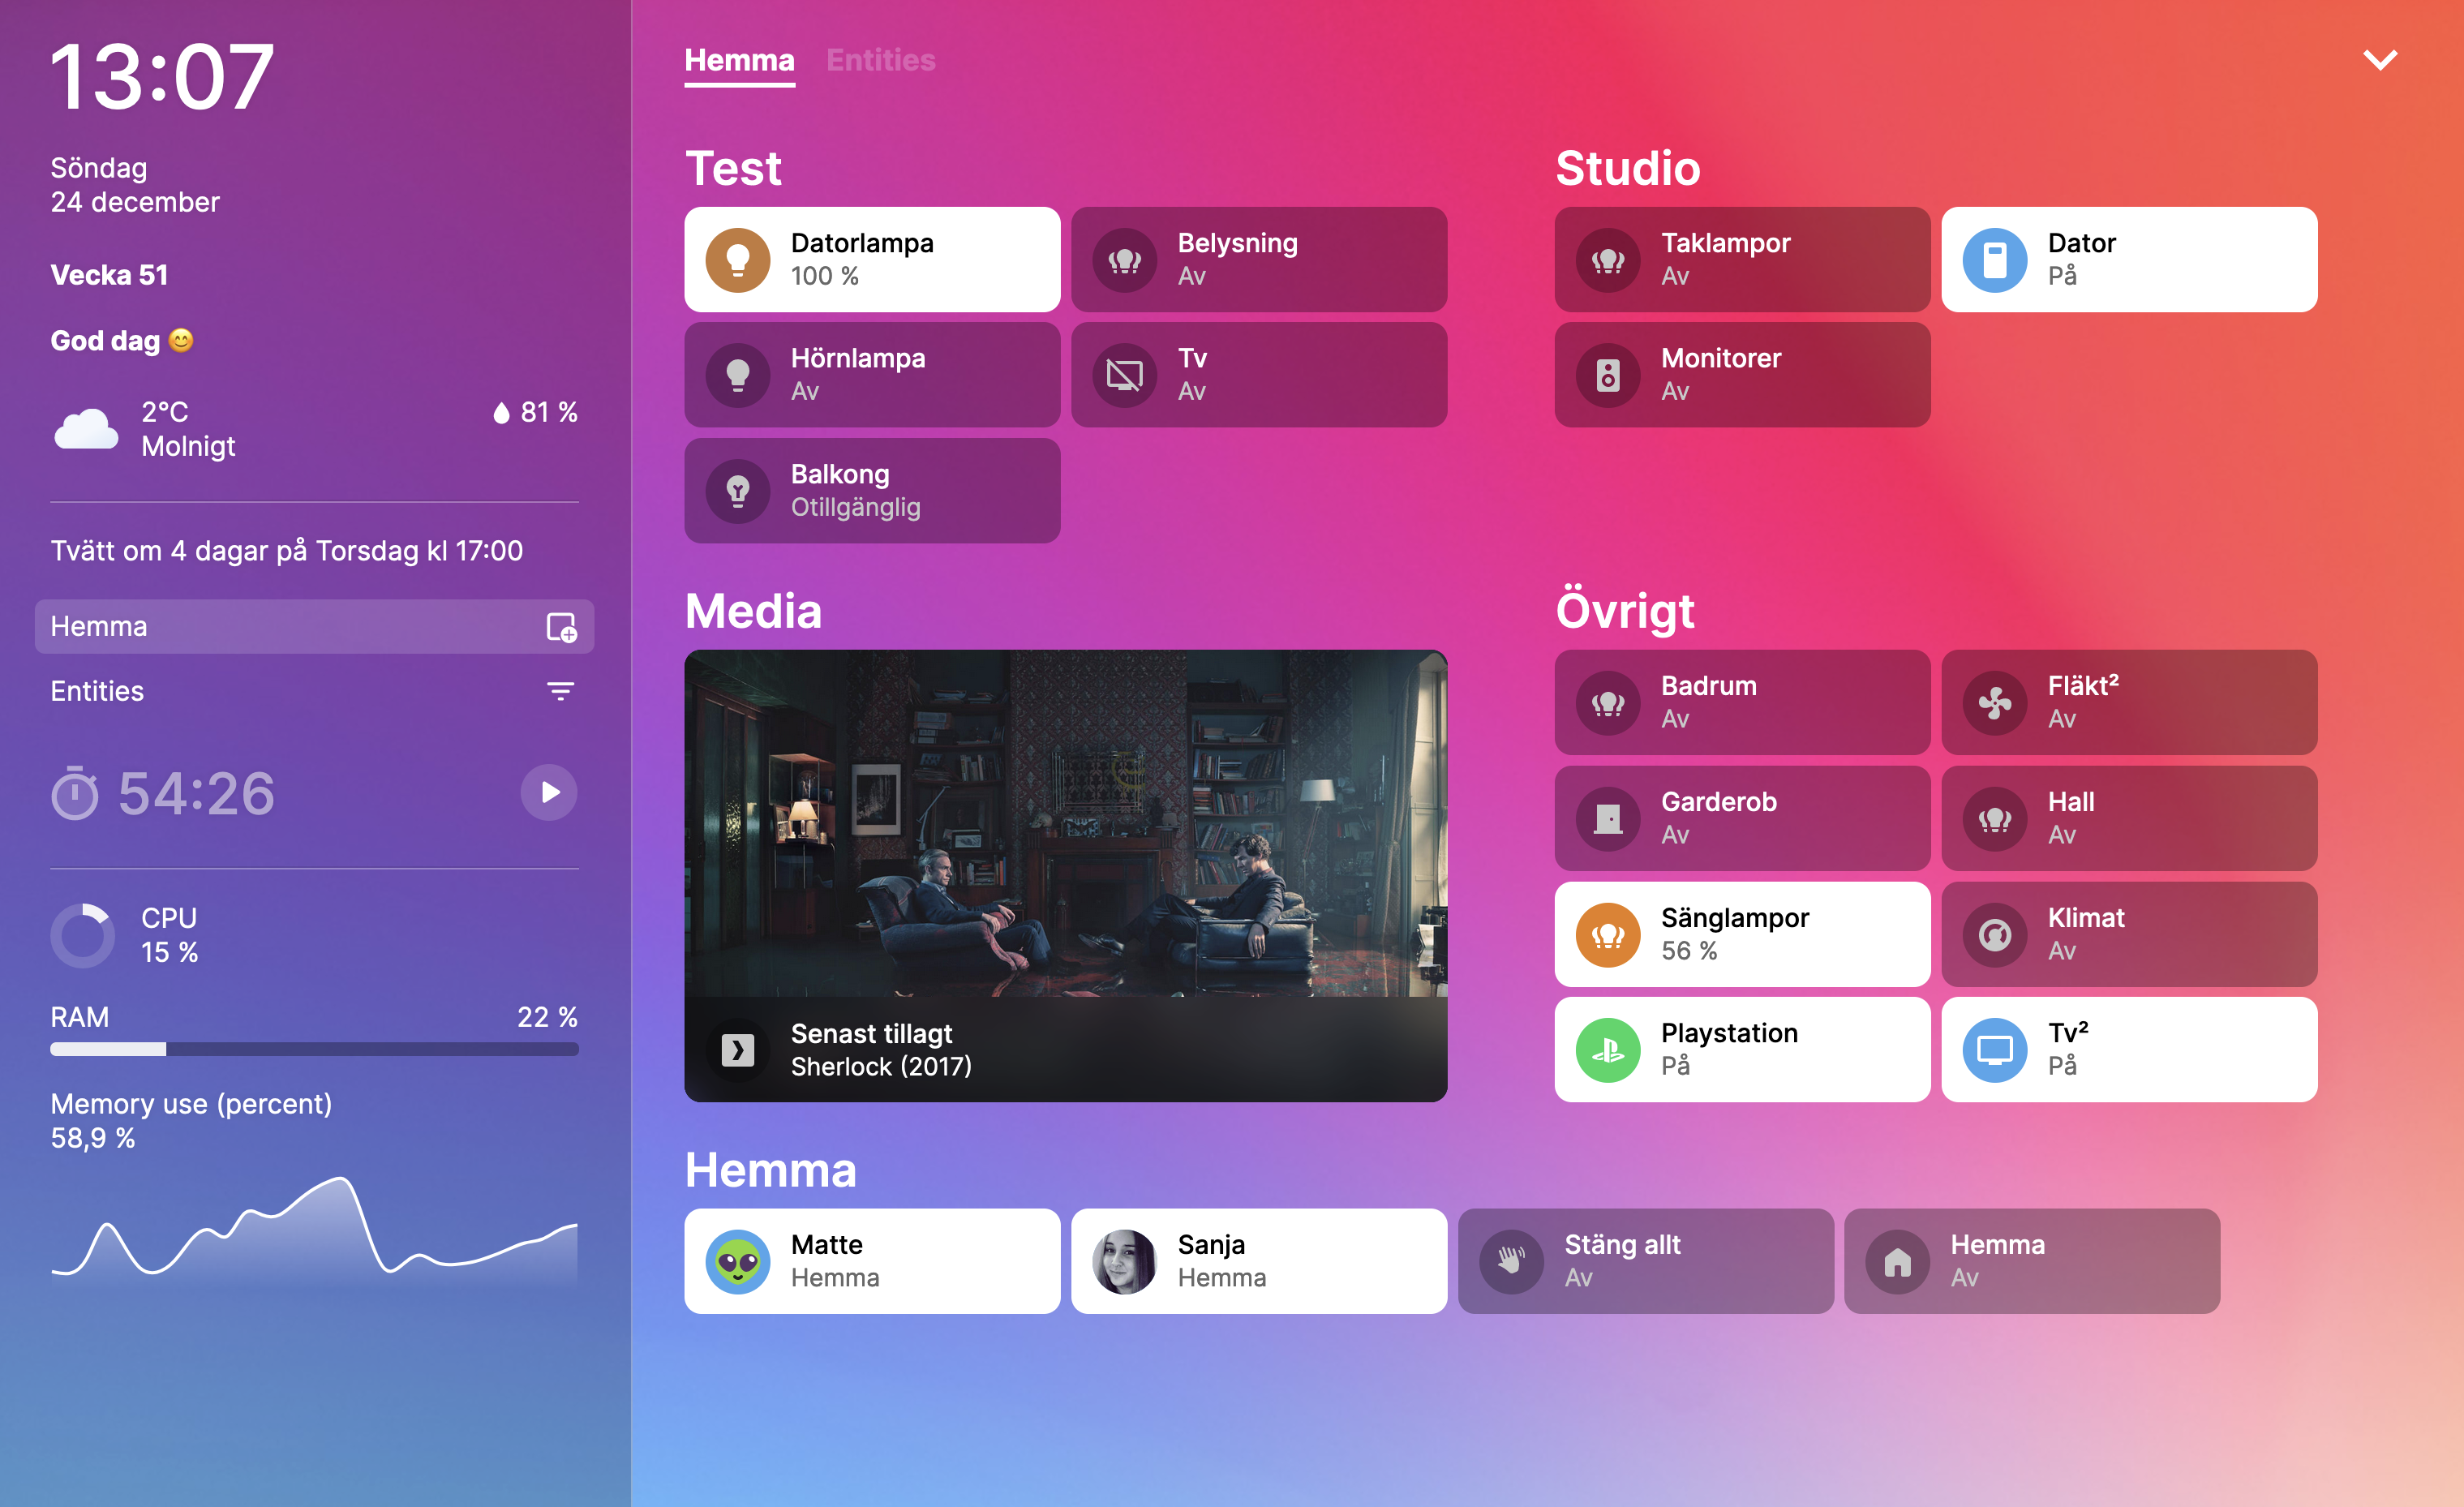 13:07
Söndag
24 december
Vecka 51
God dag 😊
2°C
81 %
Molnigt
Tvätt om 4 dagar på Torsdag kl 17:00
Hemma
Entities
54:26
CPU
15 %
RAM
22 %
Memory use (percent)
58,9 %
Hemma
Entities
Test
Datorlampa
100 %
Belysning
Av
Hörnlampa
Av
Tv
Av
Balkong
Otillgänglig
Studio
Taklampor
Av
Dator
På
Monitorer
Av
Media
Senast tillagt
Sherlock (2017)
Övrigt
Badrum
Av
Fläkt²
Av
Garderob
Av
Hall
Av
Sänglampor
56 %
Klimat
Av
Playstation
På
Tv²
På
Hemma
Matte
Hemma
Sanja
Hemma
Stäng allt
Av
Hemma
Av